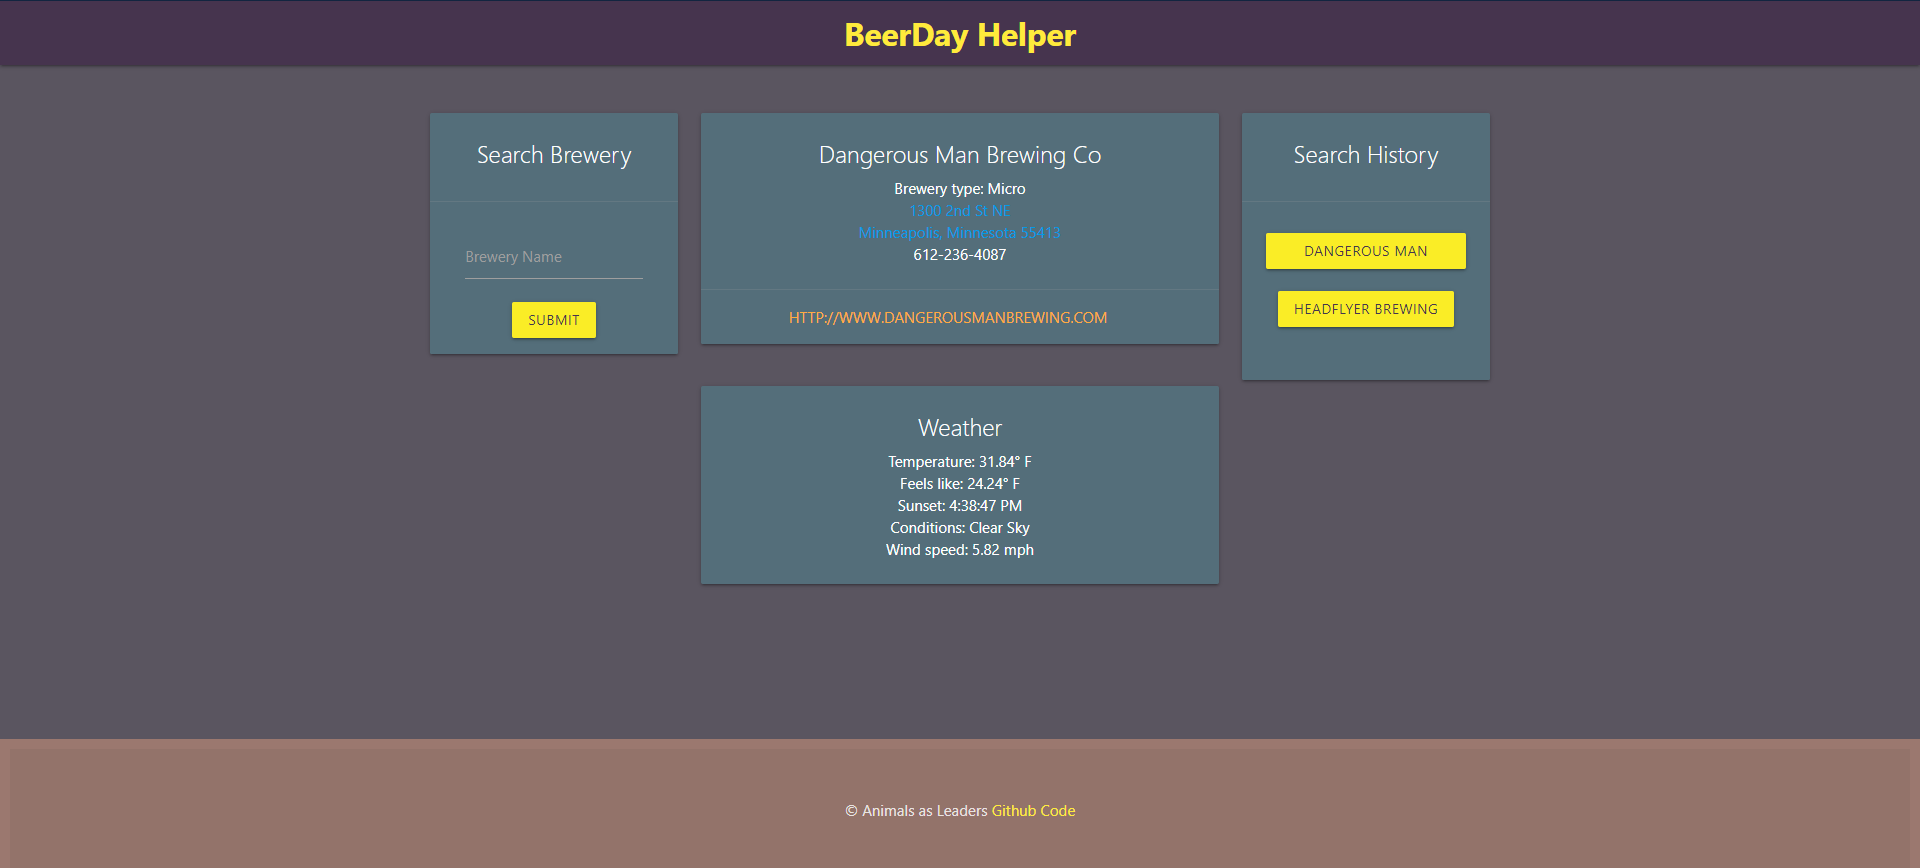 BeerDay Helper
Search Brewery
Brewery Name
SUBMIT
Dangerous Man Brewing Co
Brewery type: Micro
1300 2nd St NE
Minneapolis, Minnesota 55413
612-236-4087
HTTP://WWW.DANGEROUSMANBREWING.COM
Weather
Temperature: 31.84° F
Feels like: 24.24° F
Sunset: 4:38:47 PM
Conditions: Clear Sky
Wind speed: 5.82 mph
Search History
DANGEROUS MAN
HEADFLYER BREWING
© Animals as Leaders Github Code